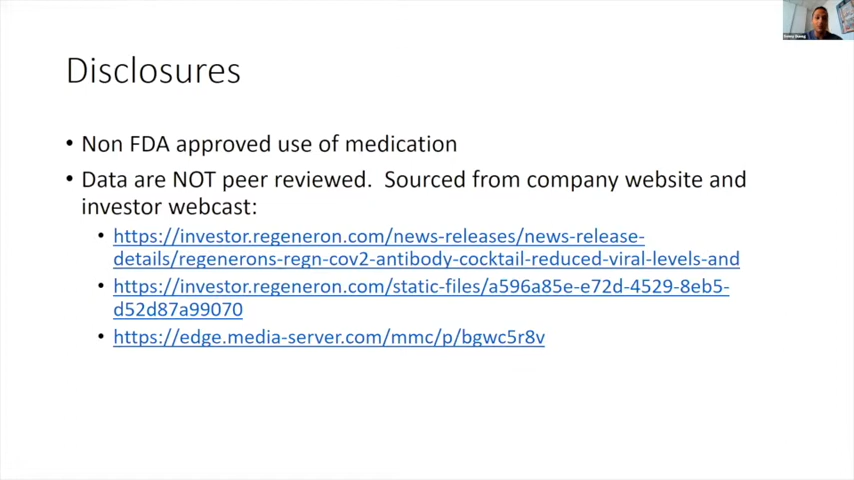 Disclosures
• Non FDA approved use of medication
• Data are NOT peer reviewed. Sourced from company website and
investor webcast:
• https://investor.regeneron.com/news-releases/news-release-
details/regenerons-regn-cov2-antibody-cocktail-reduced-viral-levels-and
• https://investor.regeneron.com/static-files/a596a85e-e72d-4529-8eb5-
d52d87a99070
• https://edge.media-server.com/mmc/p/bgwc5r8v